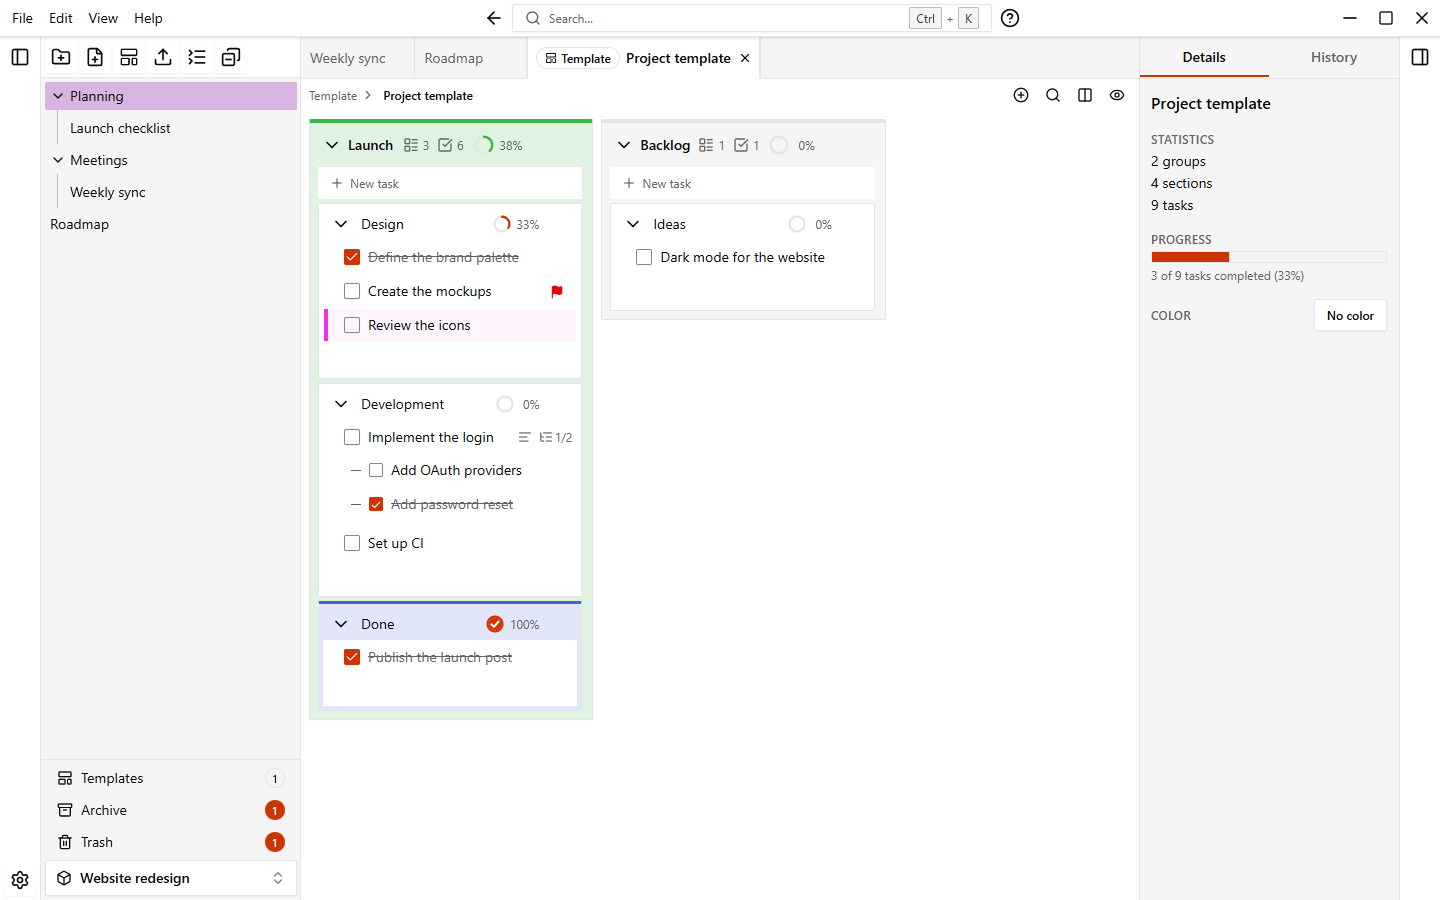 File Edit View Help
Search...
Ctrl + K
Planning
Launch checklist
Meetings
Weekly sync
Roadmap
Templates 1
Archive 1
Trash 1
Website redesign
Weekly sync
Roadmap
Template Project template
Template Project template
Launch 3 6 38%
New task
Design 33%
Define the brand palette
Create the mockups
Review the icons
Development 0%
Implement the login 1/2
Add OAuth providers
Add password reset
Set up CI
Done 100%
Publish the launch post
Backlog 1 1 0%
New task
Ideas 0%
Dark mode for the website
Details History
Project template
STATISTICS
2 groups
4 sections
9 tasks
PROGRESS
3 of 9 tasks completed (33%)
COLOR No color